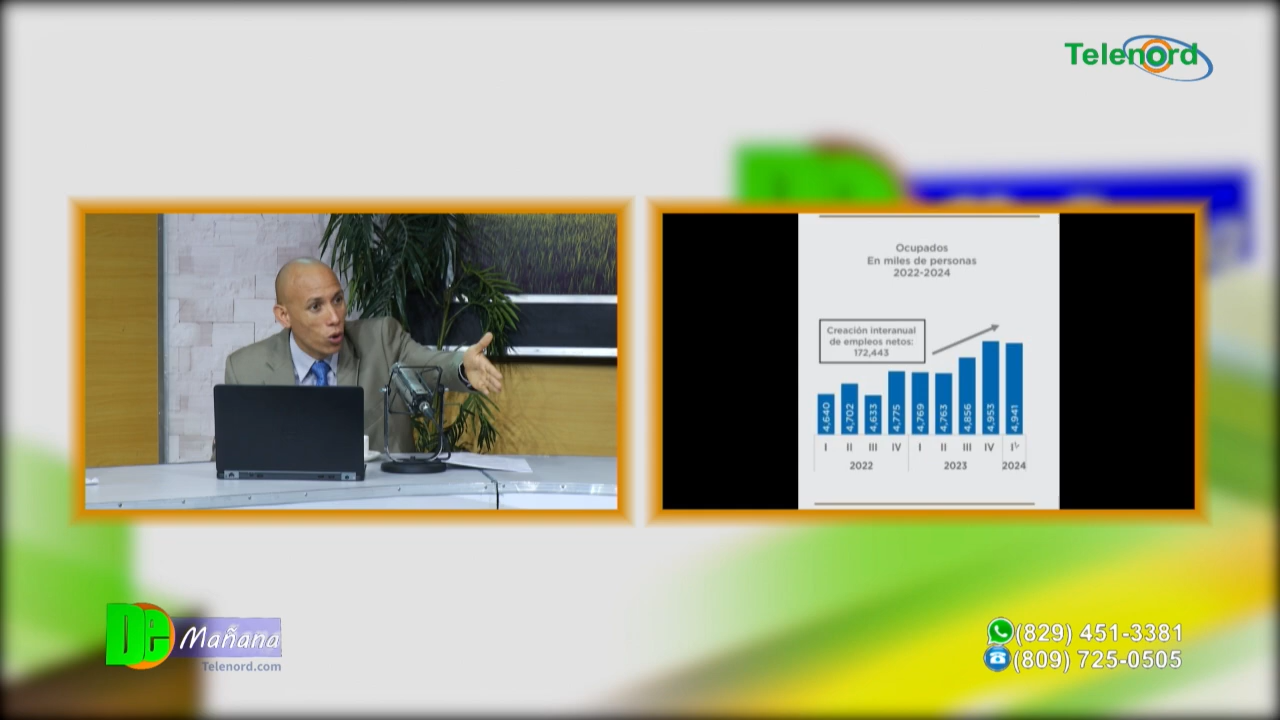 Telenord
Ocupados
En miles de personas
2022-2024
Creación interanual
de empleos netos:
172,443
4,640
4,702
4,633
4,775
4,769
4,763
4,856
4,953
4,941
I II III IV I II III IV I
2022 2023 2024
De Mañana
Telenord.com
(829) 451-3381
(809) 725-0505